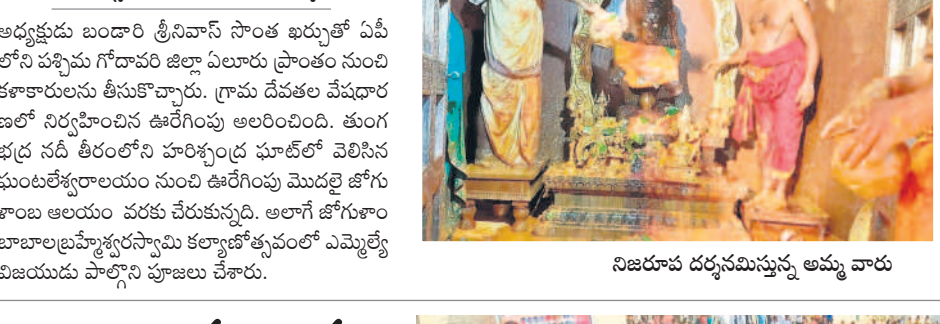 అధ్యక్షుడు బండారి శ్రీనివాస్ సొంత ఖర్చుతో ఏపీ
లోని పశ్చిమ గోదావరి జిల్లా ఏలూరు ప్రాంతం నుంచి
కళాకారులను తీసుకొచ్చారు. గ్రామ దేవతల వేషధార
ణలో నిర్వహించిన ఊరేగింపు అలరించింది. తుంగ
భద్ర నదీ తీరంలోని హరిశ్చంద్ర ఘాట్‌లో వెలిసిన
ఘంటలేశ్వరాలయం నుంచి ఊరేగింపు మొదలై జోగు
ళాంబ ఆలయం వరకు చేరుకున్నది. అలాగే జోగుళాం
బాబాలబ్రహ్మేశ్వరస్వామి కల్యాణోత్సవంలో ఎమ్మెల్యే
విజయుడు పాల్గొని పూజలు చేశారు.
నిజరూప దర్శనమిస్తున్న అమ్మ వారు